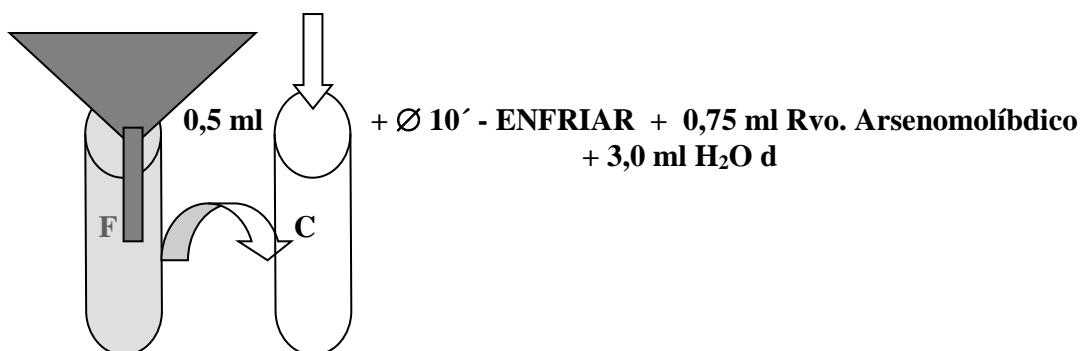 0,5 ml + ∅ 10´ - ENFRIAR + 0,75 ml Rvo. Arsenomolíbdico
+ 3,0 ml H₂O d
F C